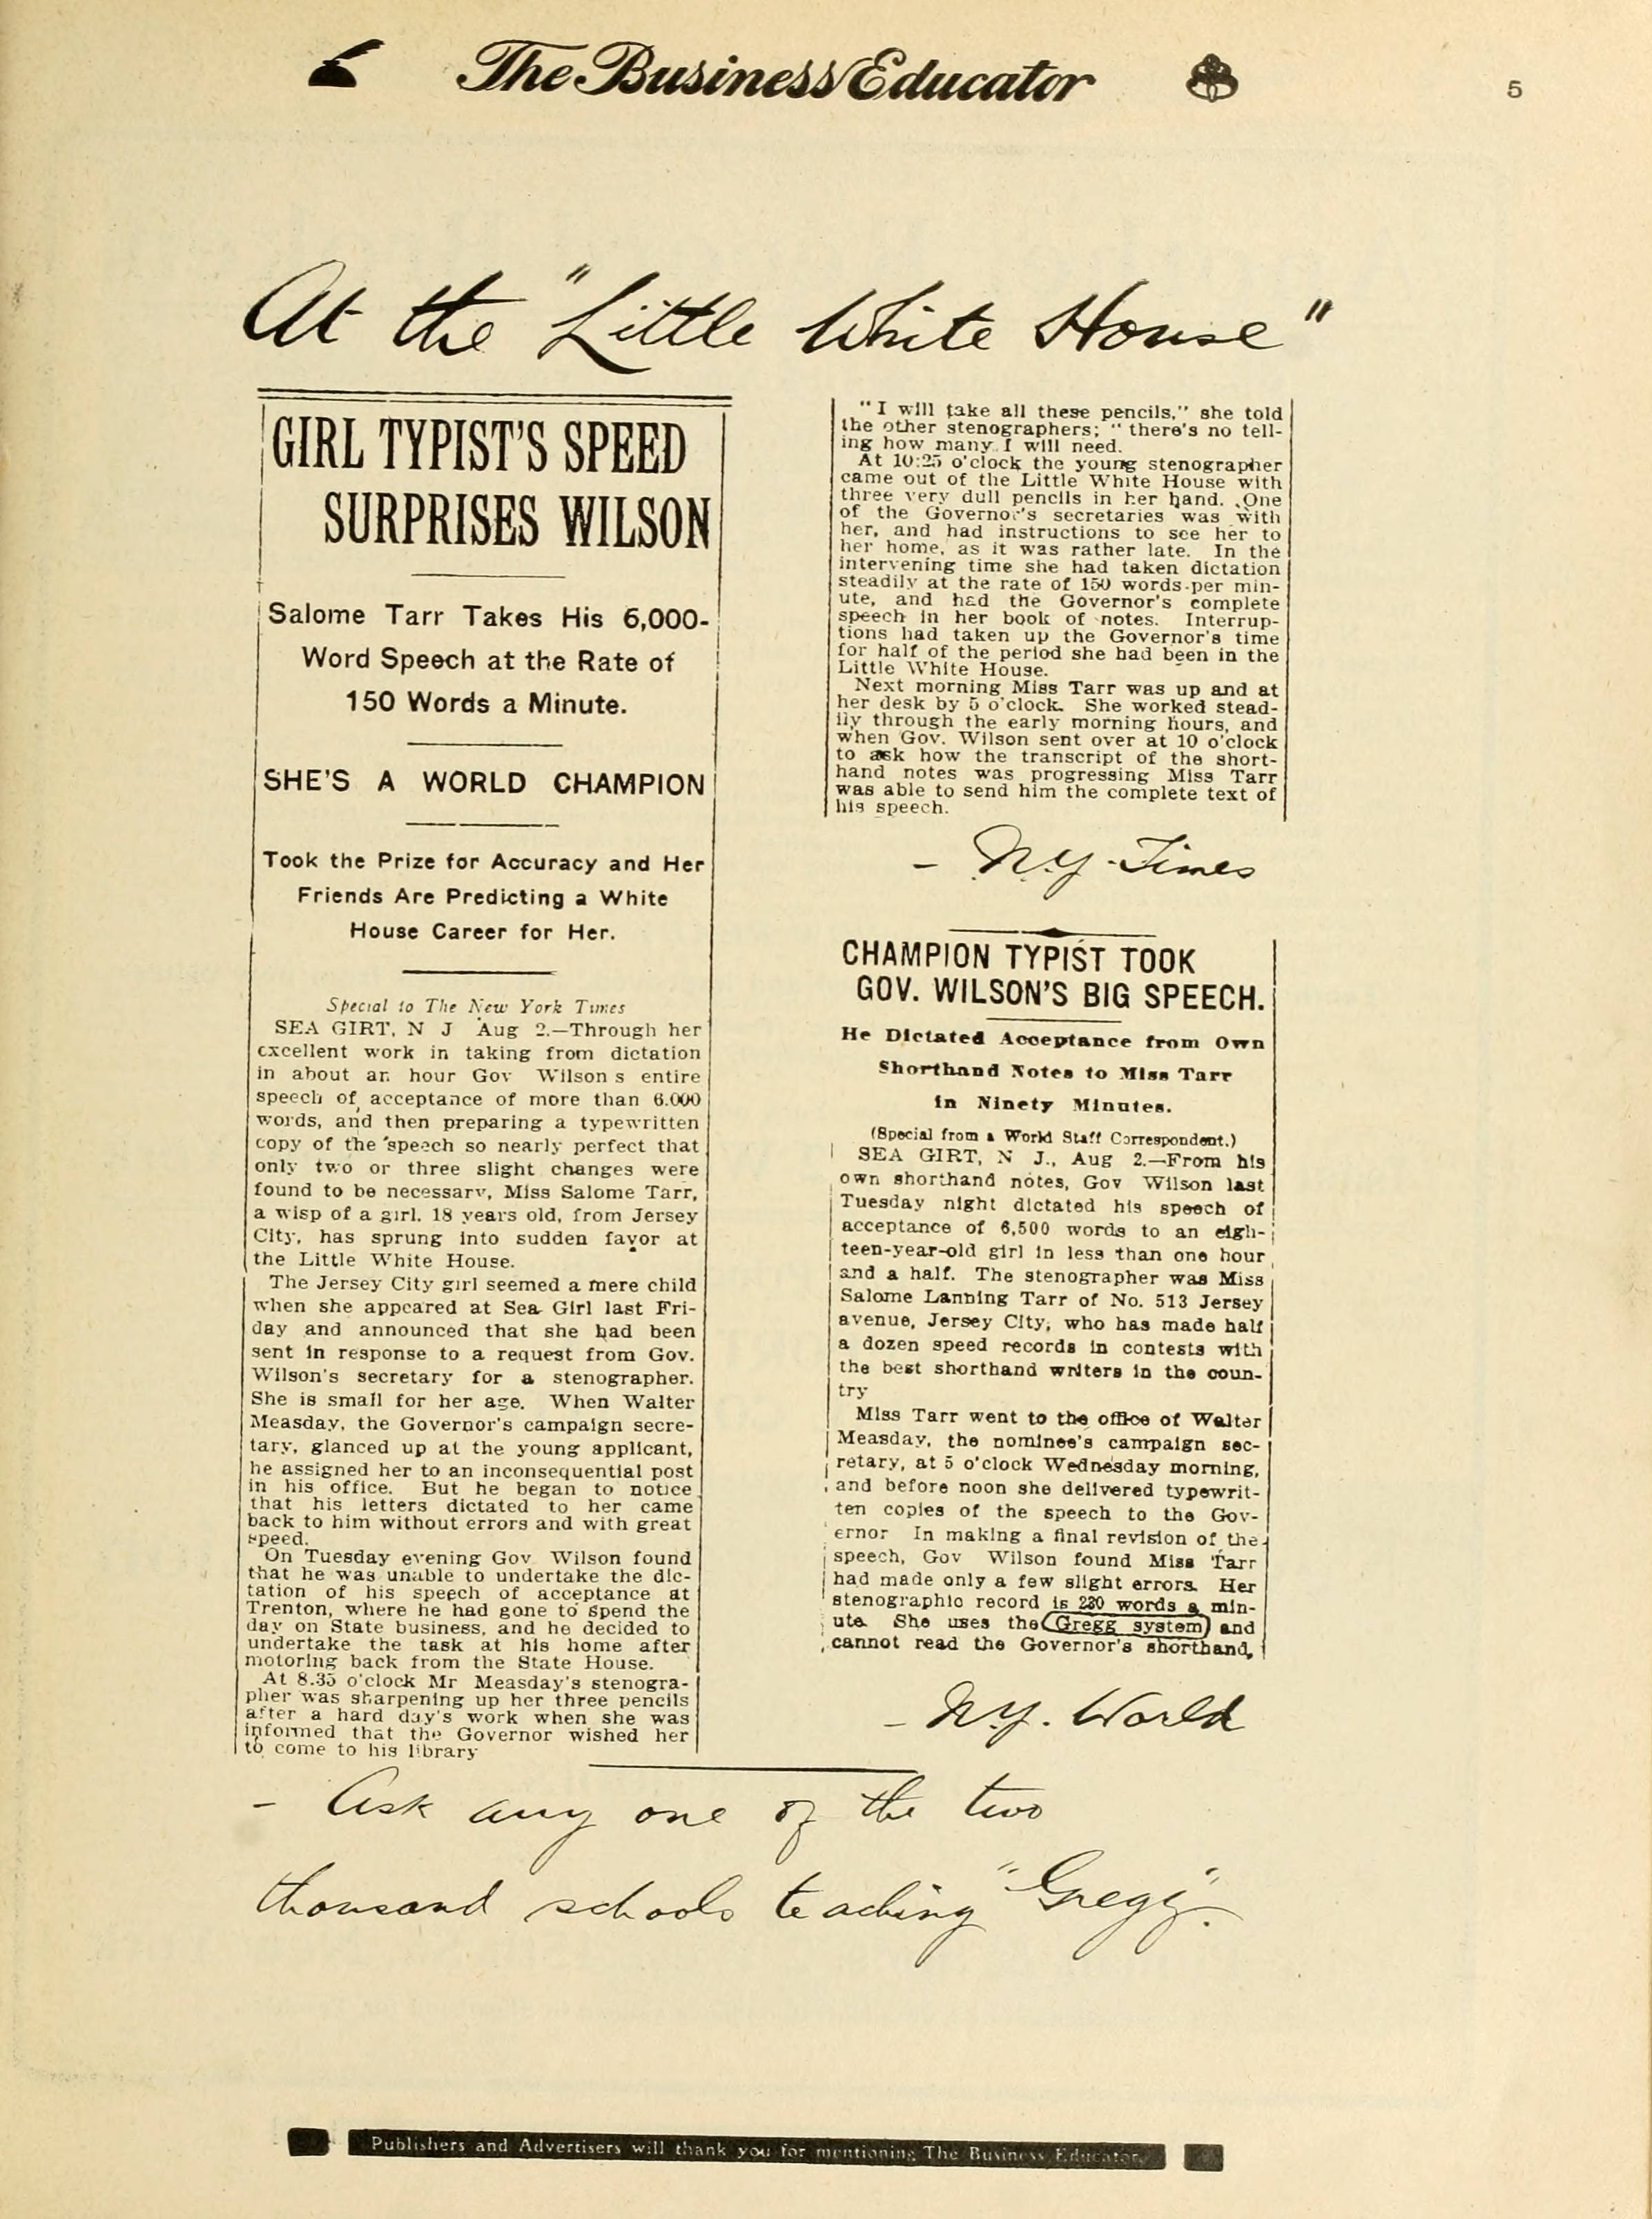 The Business Educator
5
At the "Little White House"
GIRL TYPIST'S SPEED
SURPRISES WILSON
Salome Tarr Takes His 6,000-
Word Speech at the Rate of
150 Words a Minute.
SHE'S A WORLD CHAMPION
Took the Prize for Accuracy and Her
Friends Are Predicting a White
House Career for Her.
Special to The New York Times
SEA GIRT, N J Aug 2.—Through her
excellent work in taking from dictation
in about an hour Gov Wilson s entire
speech of acceptance of more than 6.000
words, and then preparing a typewritten
copy of the speech so nearly perfect that
only two or three slight changes were
found to be necessary, Miss Salome Tarr,
a wisp of a girl. 18 years old, from Jersey
City, has sprung into sudden favor at
the Little White House.
The Jersey City girl seemed a mere child
when she appeared at Sea Girl last Fri-
day and announced that she had been
sent in response to a request from Gov.
Wilson's secretary for a stenographer.
She is small for her age. When Walter
Measday, the Governor's campaign secre-
tary, glanced up at the young applicant,
he assigned her to an inconsequential post
in his office. But he began to notice
that his letters dictated to her came
back to him without errors and with great
speed.
On Tuesday evening Gov Wilson found
that he was unable to undertake the dic-
tation of his speech of acceptance at
Trenton, where he had gone to spend the
day on State business, and he decided to
undertake the task at his home after
motoring back from the State House.
At 8.35 o'clock Mr Measday's stenogra-
pher was sharpening up her three pencils
after a hard day's work when she was
informed that the Governor wished her
to come to his library
"I will take all these pencils," she told
the other stenographers; "there's no tell-
ing how many I will need.
At 10:25 o'clock the young stenographer
came out of the Little White House with
three very dull pencils in her hand. One
of the Governor's secretaries was with
her, and had instructions to see her to
her home, as it was rather late. In the
intervening time she had taken dictation
steadily at the rate of 150 words per min-
ute, and had the Governor's complete
speech in her book of notes. Interrup-
tions had taken up the Governor's time
for half of the period she had been in the
Little White House.
Next morning Miss Tarr was up and at
her desk by 5 o'clock. She worked stead-
ily through the early morning hours, and
when Gov. Wilson sent over at 10 o'clock
to ask how the transcript of the short-
hand notes was progressing Miss Tarr
was able to send him the complete text of
his speech.
– N.Y. Times
CHAMPION TYPIST TOOK
GOV. WILSON'S BIG SPEECH.
He Dictated Acceptance from Own
Shorthand Notes to Miss Tarr
in Ninety Minutes.
(Special from a World Staff Correspondent.)
SEA GIRT, N J., Aug 2.—From his
own shorthand notes, Gov Wilson last
Tuesday night dictated his speech of
acceptance of 6,500 words to an eigh-
teen-year-old girl in less than one hour
and a half. The stenographer was Miss
Salome Lanning Tarr of No. 513 Jersey
avenue, Jersey City, who has made half
a dozen speed records in contests with
the best shorthand writers in the coun-
try
Miss Tarr went to the office of Walter
Measday, the nominee's campaign sec-
retary, at 5 o'clock Wednesday morning,
and before noon she delivered typewrit-
ten copies of the speech to the Gov-
ernor In making a final revision of the
speech, Gov Wilson found Miss Tarr
had made only a few slight errors. Her
stenographic record is 230 words a min-
ute. She uses the Gregg system and
cannot read the Governor's shorthand,
– N.Y. World
– Ask any one of the two
thousand schools teaching "Gregg".
Publishers and Advertisers will thank you for mentioning The Business Educator.